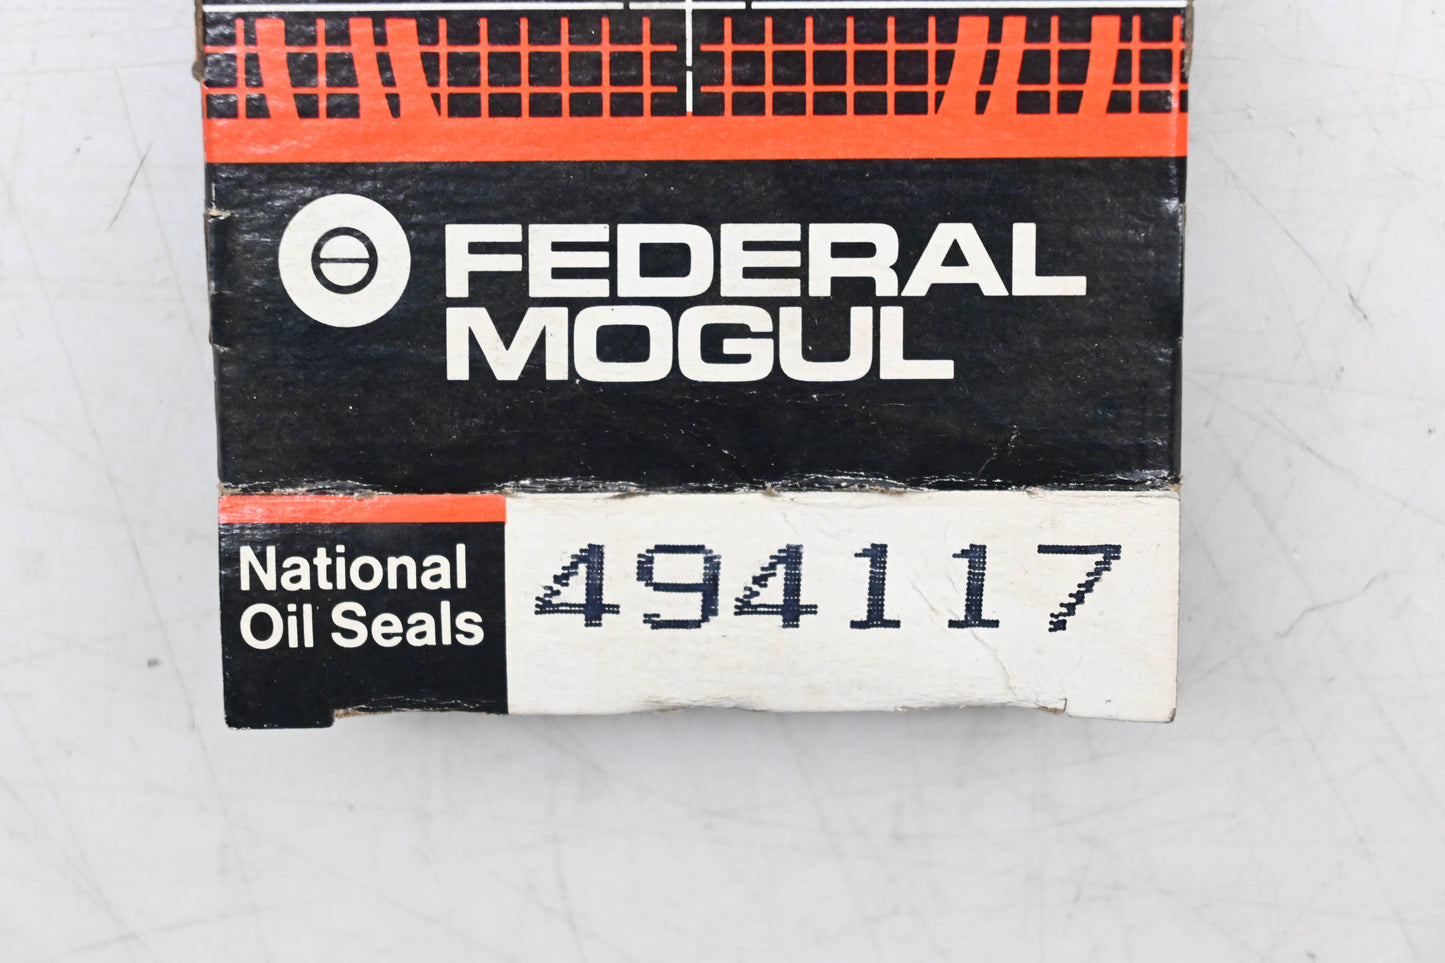 FEDERAL
MOGUL
National
Oil Seals
494117